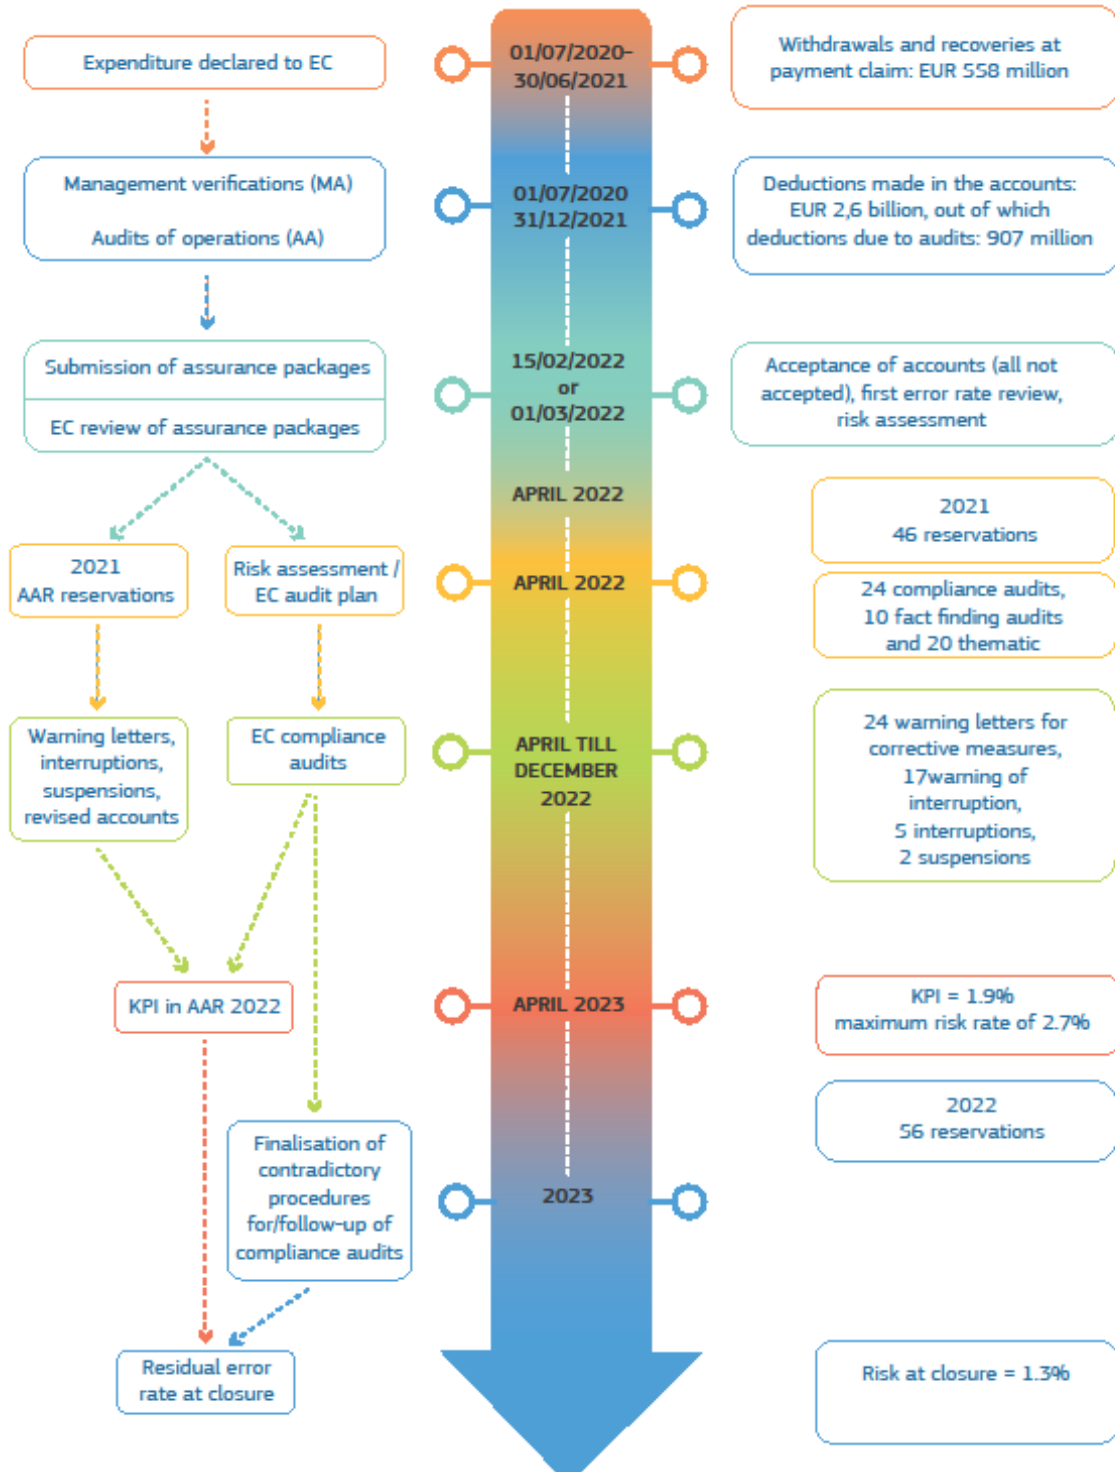 Expenditure declared to EC
01/07/2020-
30/06/2021
Withdrawals and recoveries at
payment claim: EUR 558 million
Management verifications (MA)
Audits of operations (AA)
01/07/2020
31/12/2021
Deductions made in the accounts:
EUR 2,6 billion, out of which
deductions due to audits: 907 million
Submission of assurance packages
EC review of assurance packages
15/02/2022
or
01/03/2022
Acceptance of accounts (all not
accepted), first error rate review,
risk assessment
APRIL 2022
2021
46 reservations
2021
AAR reservations
Risk assessment /
EC audit plan
APRIL 2022
24 compliance audits,
10 fact finding audits
and 20 thematic
Warning letters,
interruptions,
suspensions,
revised accounts
EC compliance
audits
APRIL TILL
DECEMBER
2022
24 warning letters for
corrective measures,
17warning of
interruption,
5 interruptions,
2 suspensions
KPI in AAR 2022
APRIL 2023
KPI = 1.9%
maximum risk rate of 2.7%
2022
56 reservations
Finalisation of
contradictory
procedures
for/follow-up of
compliance audits
2023
Residual error
rate at closure
Risk at closure = 1.3%